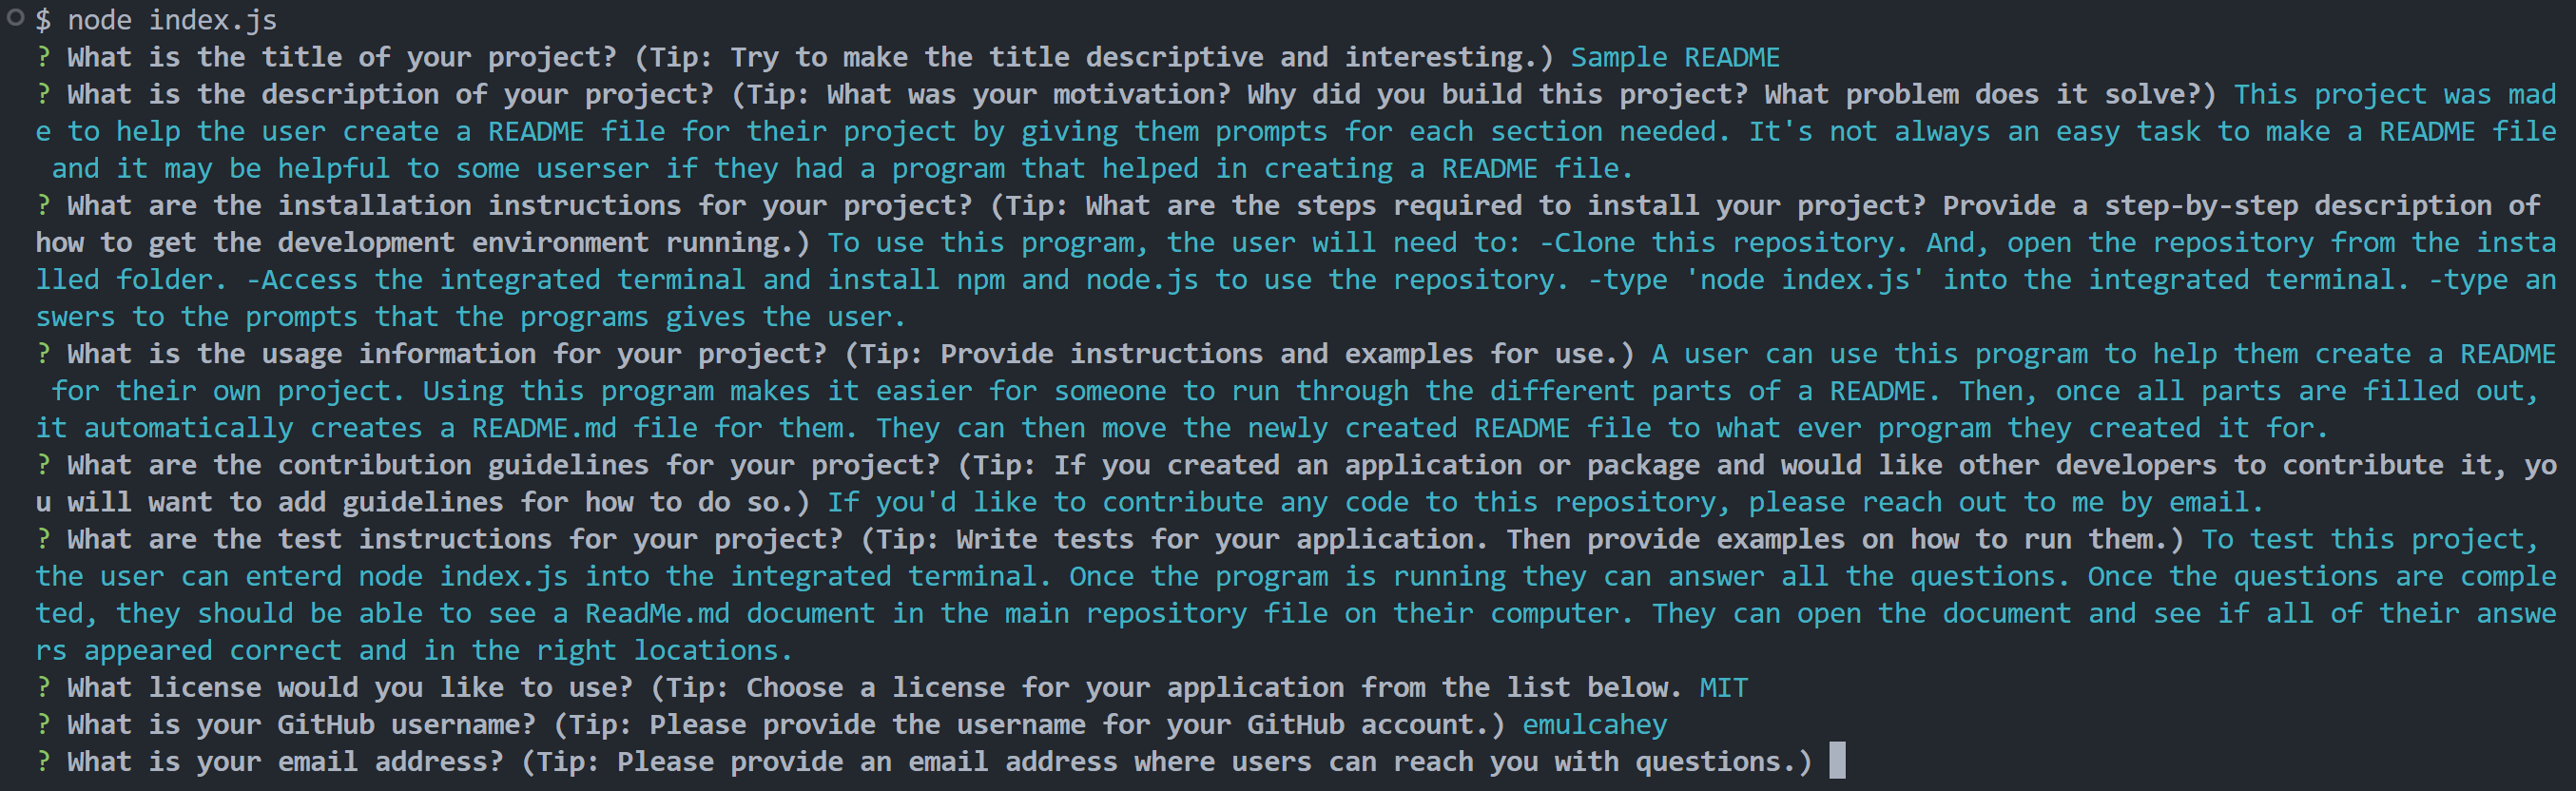 $ node index.js
? What is the title of your project? (Tip: Try to make the title descriptive and interesting.) Sample README
? What is the description of your project? (Tip: What was your motivation? Why did you build this project? What problem does it solve?) This project was mad
e to help the user create a README file for their project by giving them prompts for each section needed. It's not always an easy task to make a README file
 and it may be helpful to some userser if they had a program that helped in creating a README file.
? What are the installation instructions for your project? (Tip: What are the steps required to install your project? Provide a step-by-step description of
how to get the development environment running.) To use this program, the user will need to: -Clone this repository. And, open the repository from the insta
lled folder. -Access the integrated terminal and install npm and node.js to use the repository. -type 'node index.js' into the integrated terminal. -type an
swers to the prompts that the programs gives the user.
? What is the usage information for your project? (Tip: Provide instructions and examples for use.) A user can use this program to help them create a README
 for their own project. Using this program makes it easier for someone to run through the different parts of a README. Then, once all parts are filled out,
it automatically creates a README.md file for them. They can then move the newly created README file to what ever program they created it for.
? What are the contribution guidelines for your project? (Tip: If you created an application or package and would like other developers to contribute it, yo
u will want to add guidelines for how to do so.) If you'd like to contribute any code to this repository, please reach out to me by email.
? What are the test instructions for your project? (Tip: Write tests for your application. Then provide examples on how to run them.) To test this project,
the user can enterd node index.js into the integrated terminal. Once the program is running they can answer all the questions. Once the questions are comple
ted, they should be able to see a ReadMe.md document in the main repository file on their computer. They can open the document and see if all of their answe
rs appeared correct and in the right locations.
? What license would you like to use? (Tip: Choose a license for your application from the list below. MIT
? What is your GitHub username? (Tip: Please provide the username for your GitHub account.) emulcahey
? What is your email address? (Tip: Please provide an email address where users can reach you with questions.)